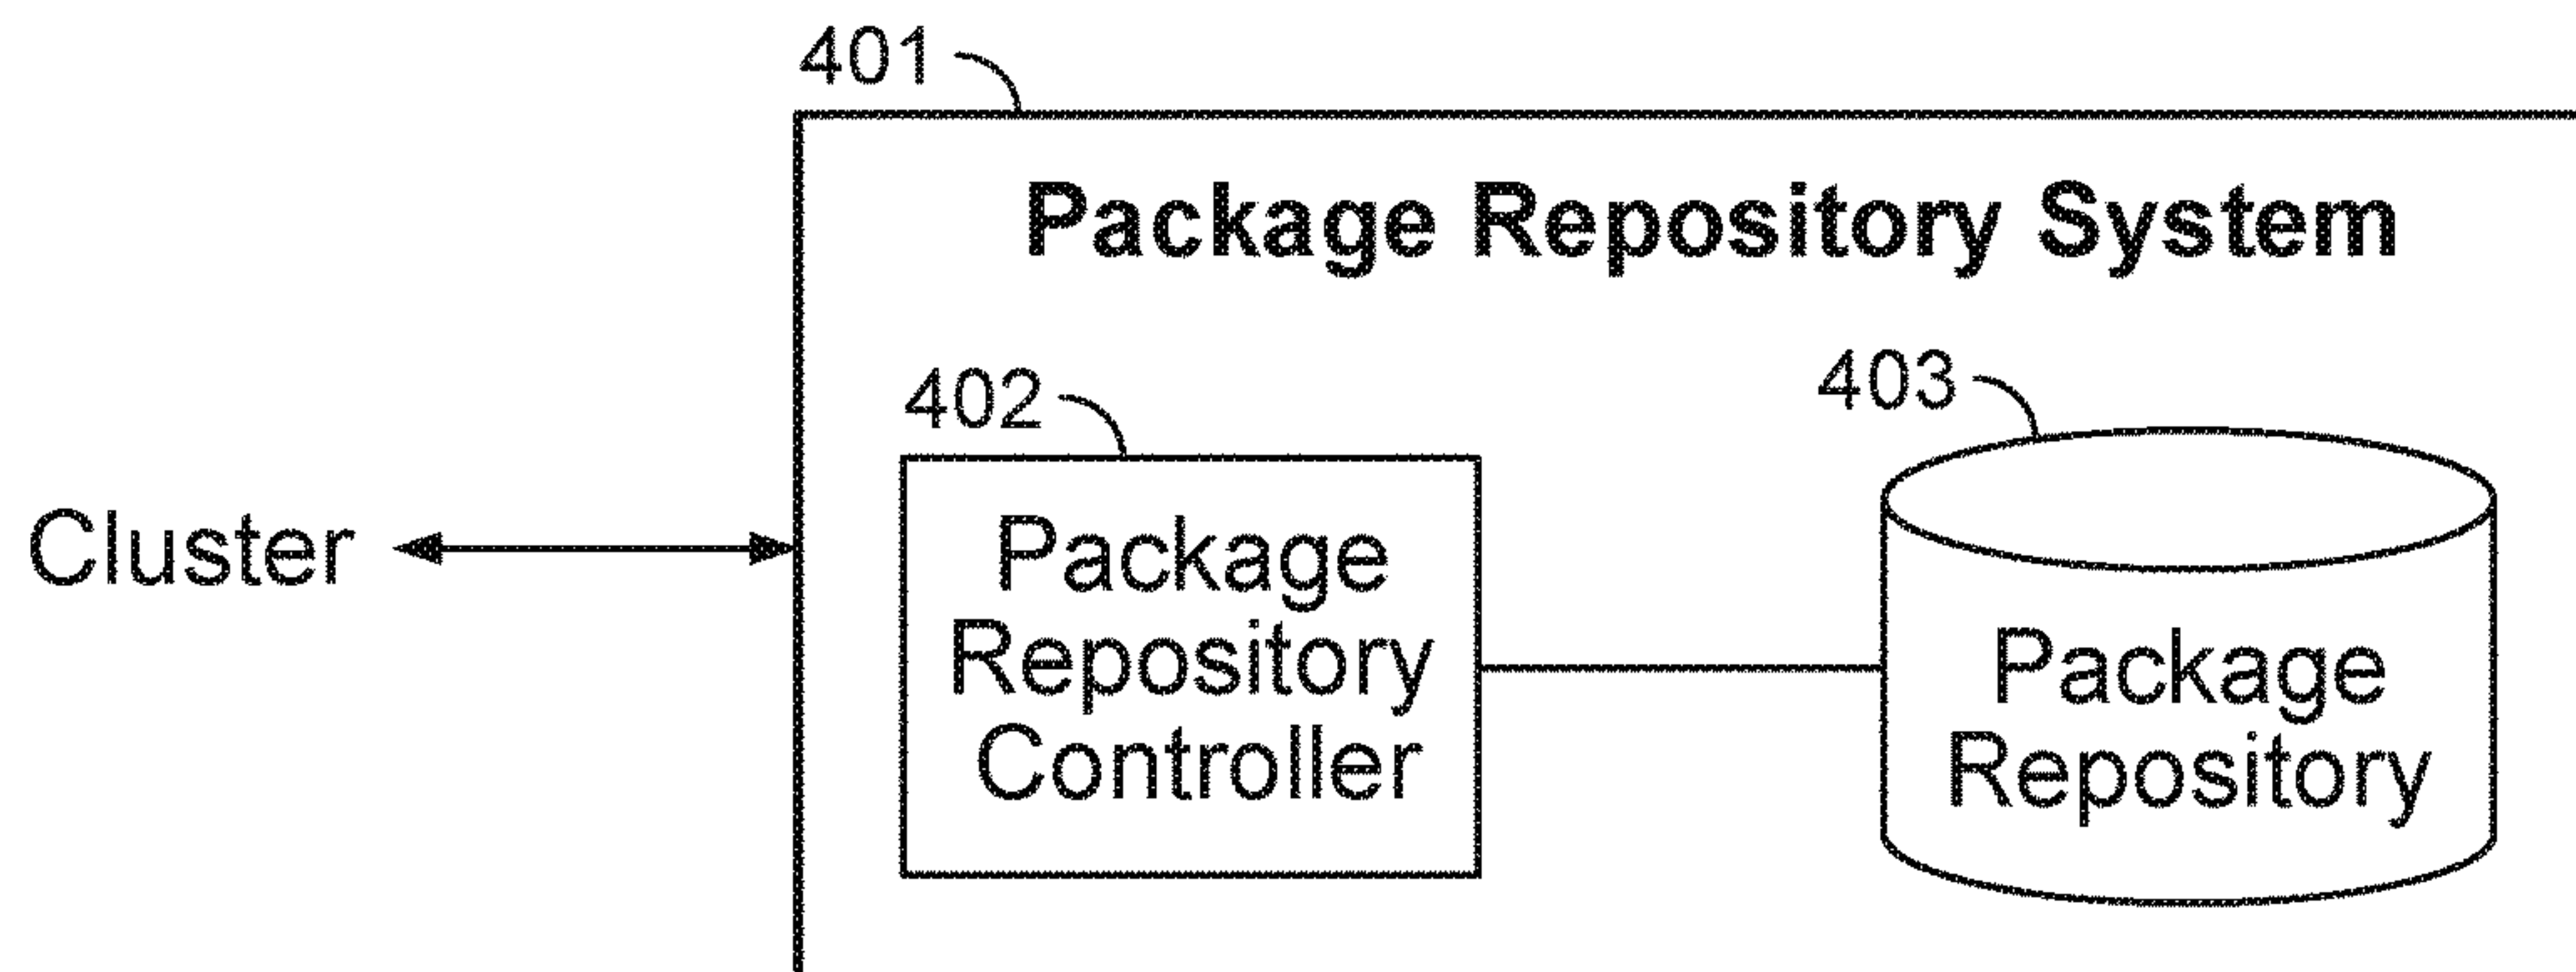 401
Package Repository System
402
403
Cluster
Package
Repository
Controller
Package
Repository